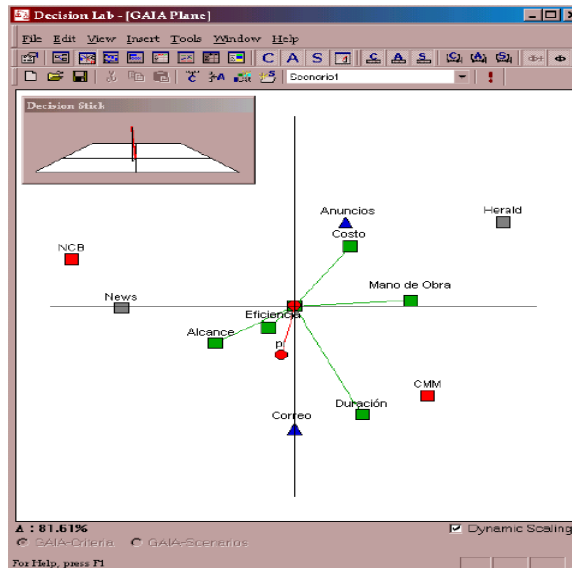 Decision Lab - [GAIA Plane]
File Edit View Insert Tools Window Help
C A S C A S (C) (A) (S) Φ± Φ
Scenario1
Decision Stick
Anuncios
Herald
Costo
NCB
Mano de Obra
News
Eficiencia
Alcance
p
CMM
Duración
Correo
Δ : 81.61%
Dynamic Scaling
GAIA-Criteria GAIA-Scenarios
For Help, press F1